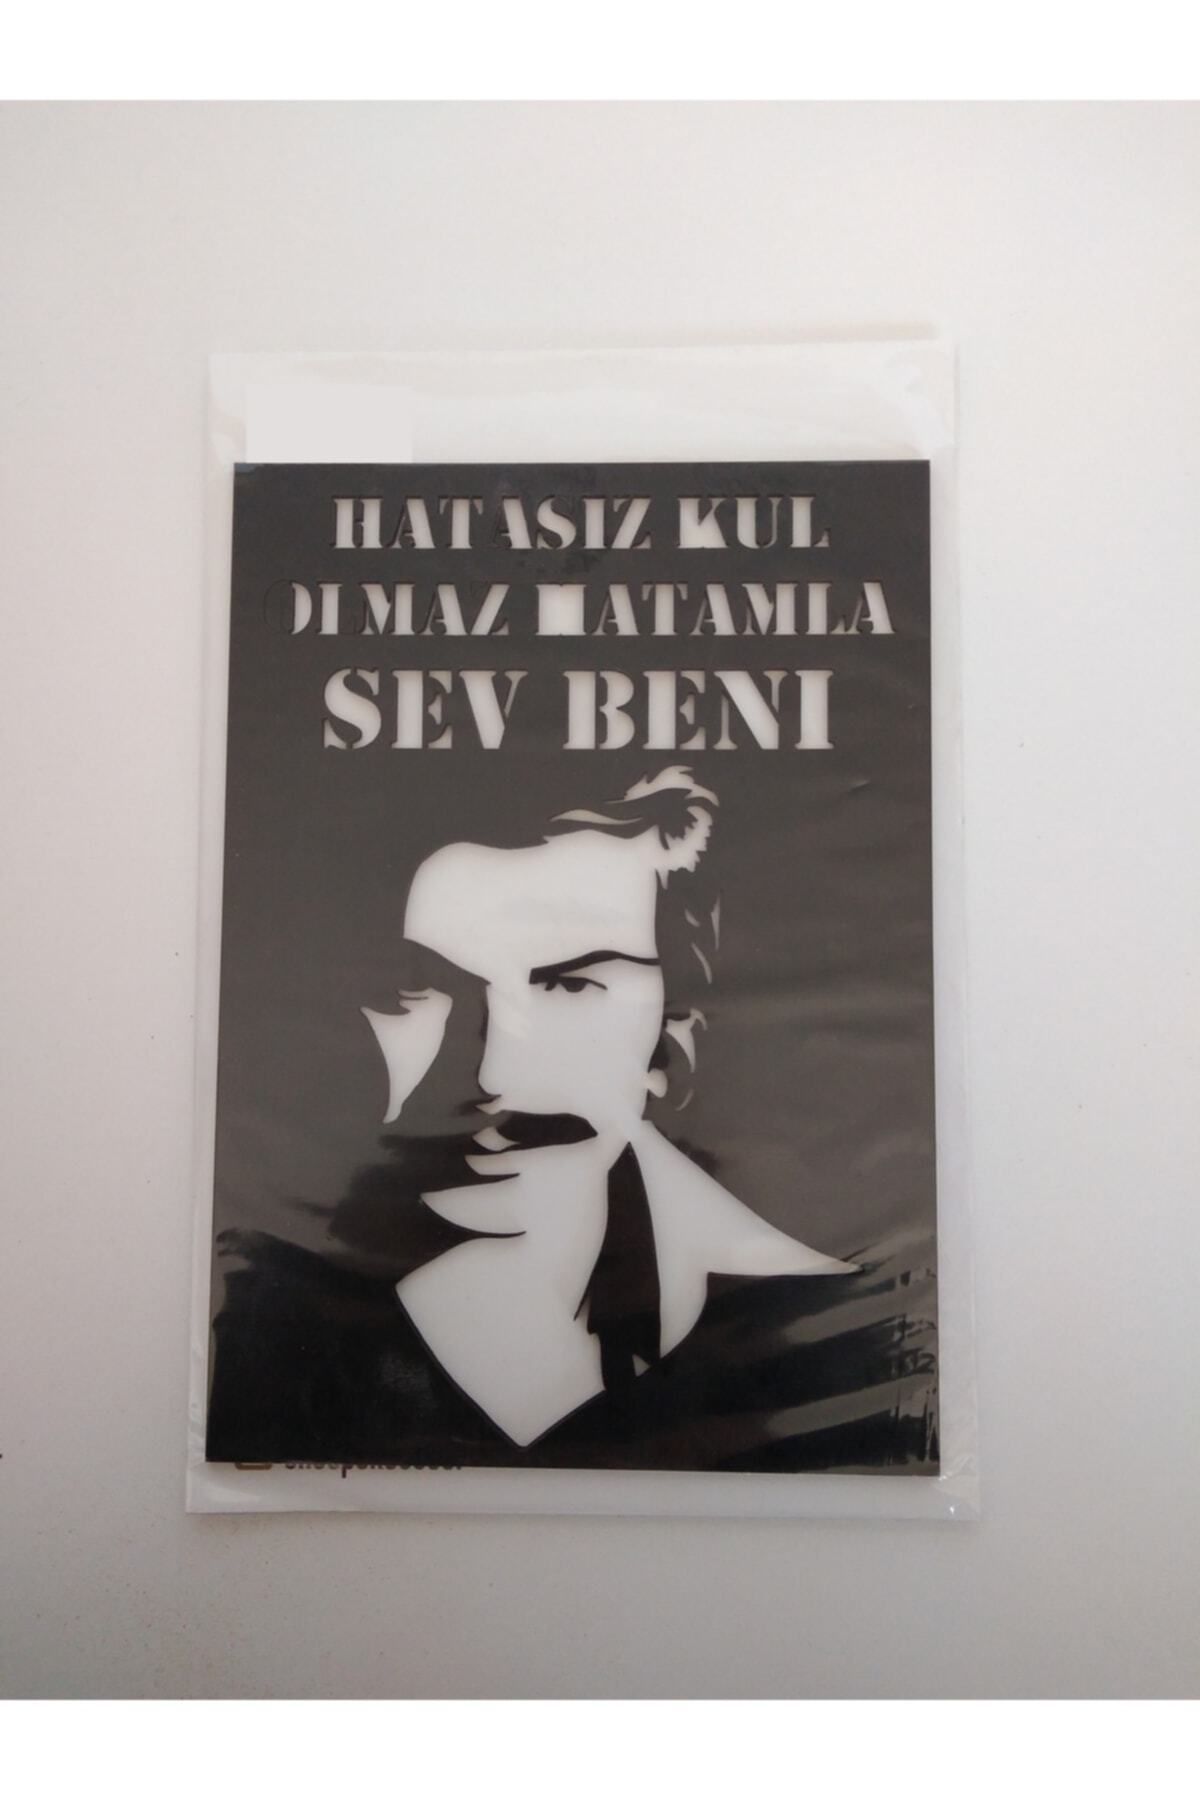 HATASIZ KUL
OLMAZ HATAMLA
SEV BENI